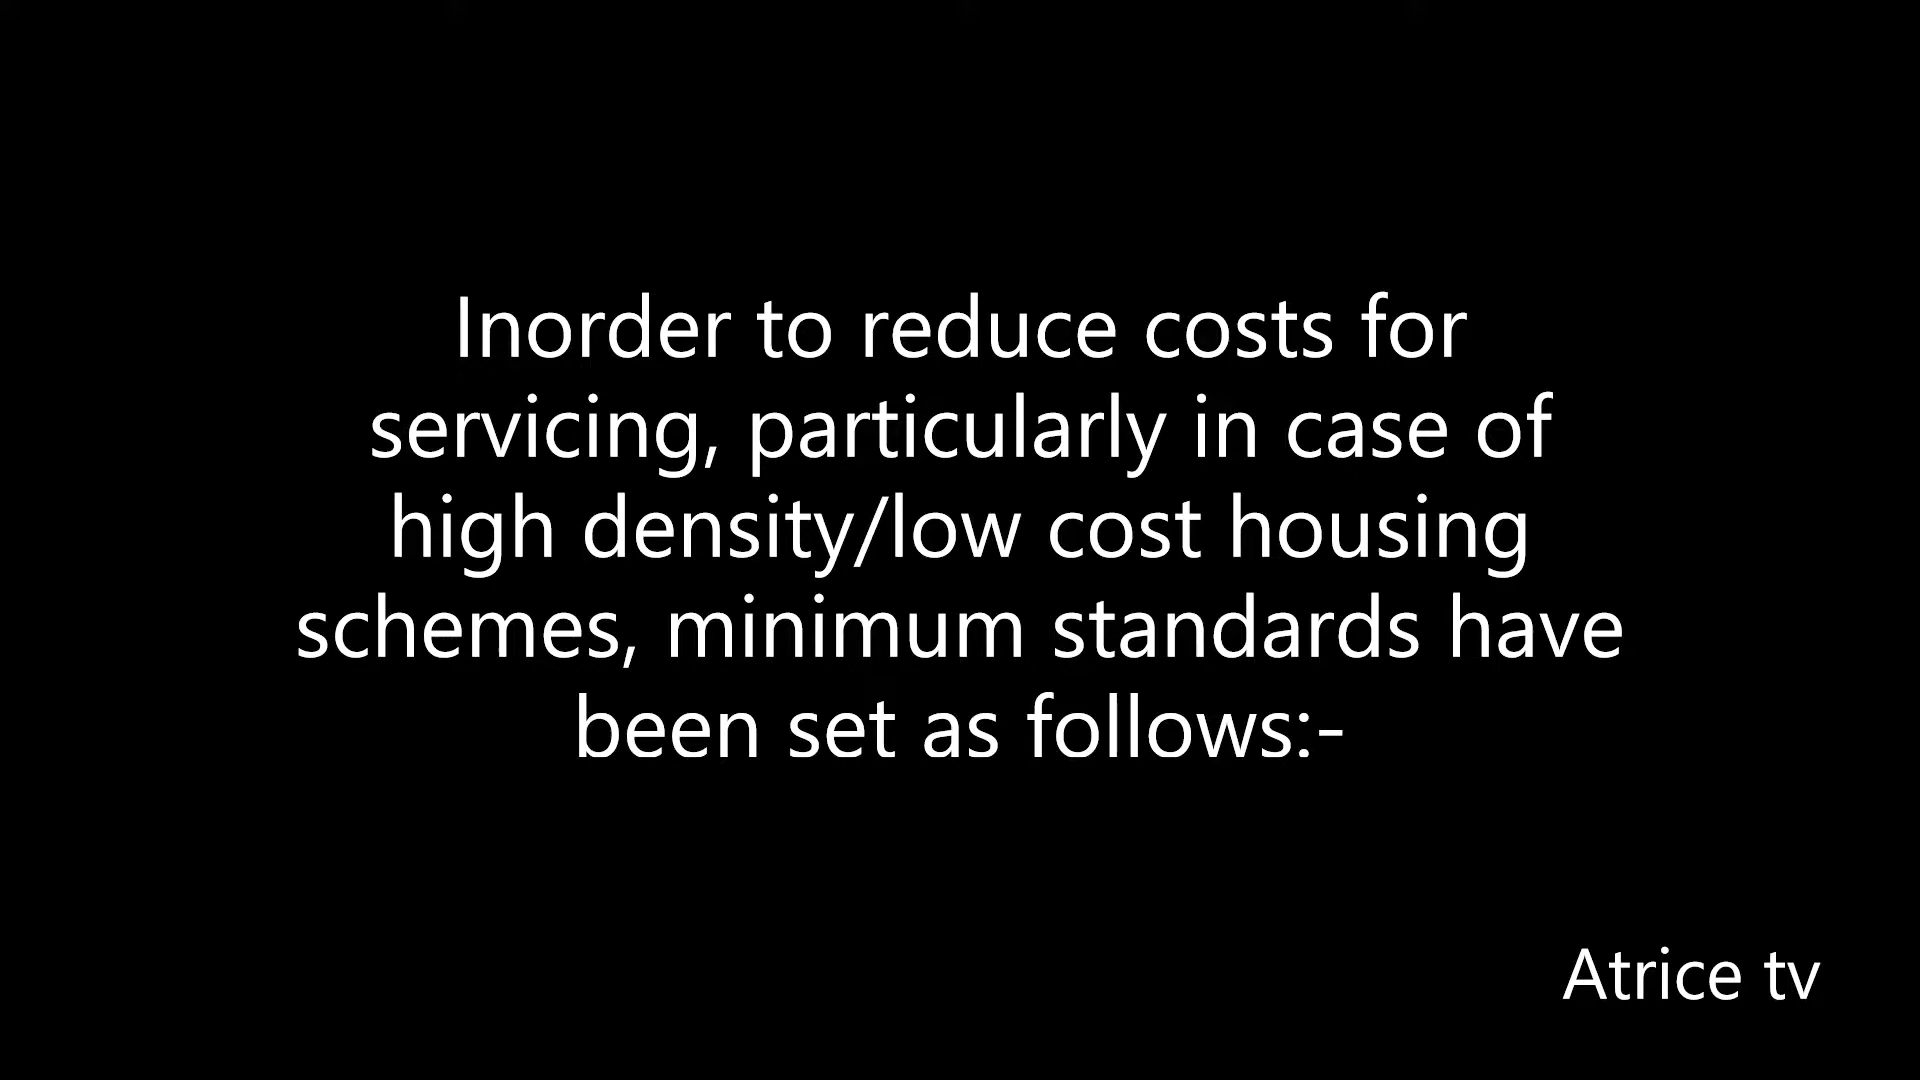 Inorder to reduce costs for
servicing, particularly in case of
high density/low cost housing
schemes, minimum standards have
been set as follows:-
Atrice tv